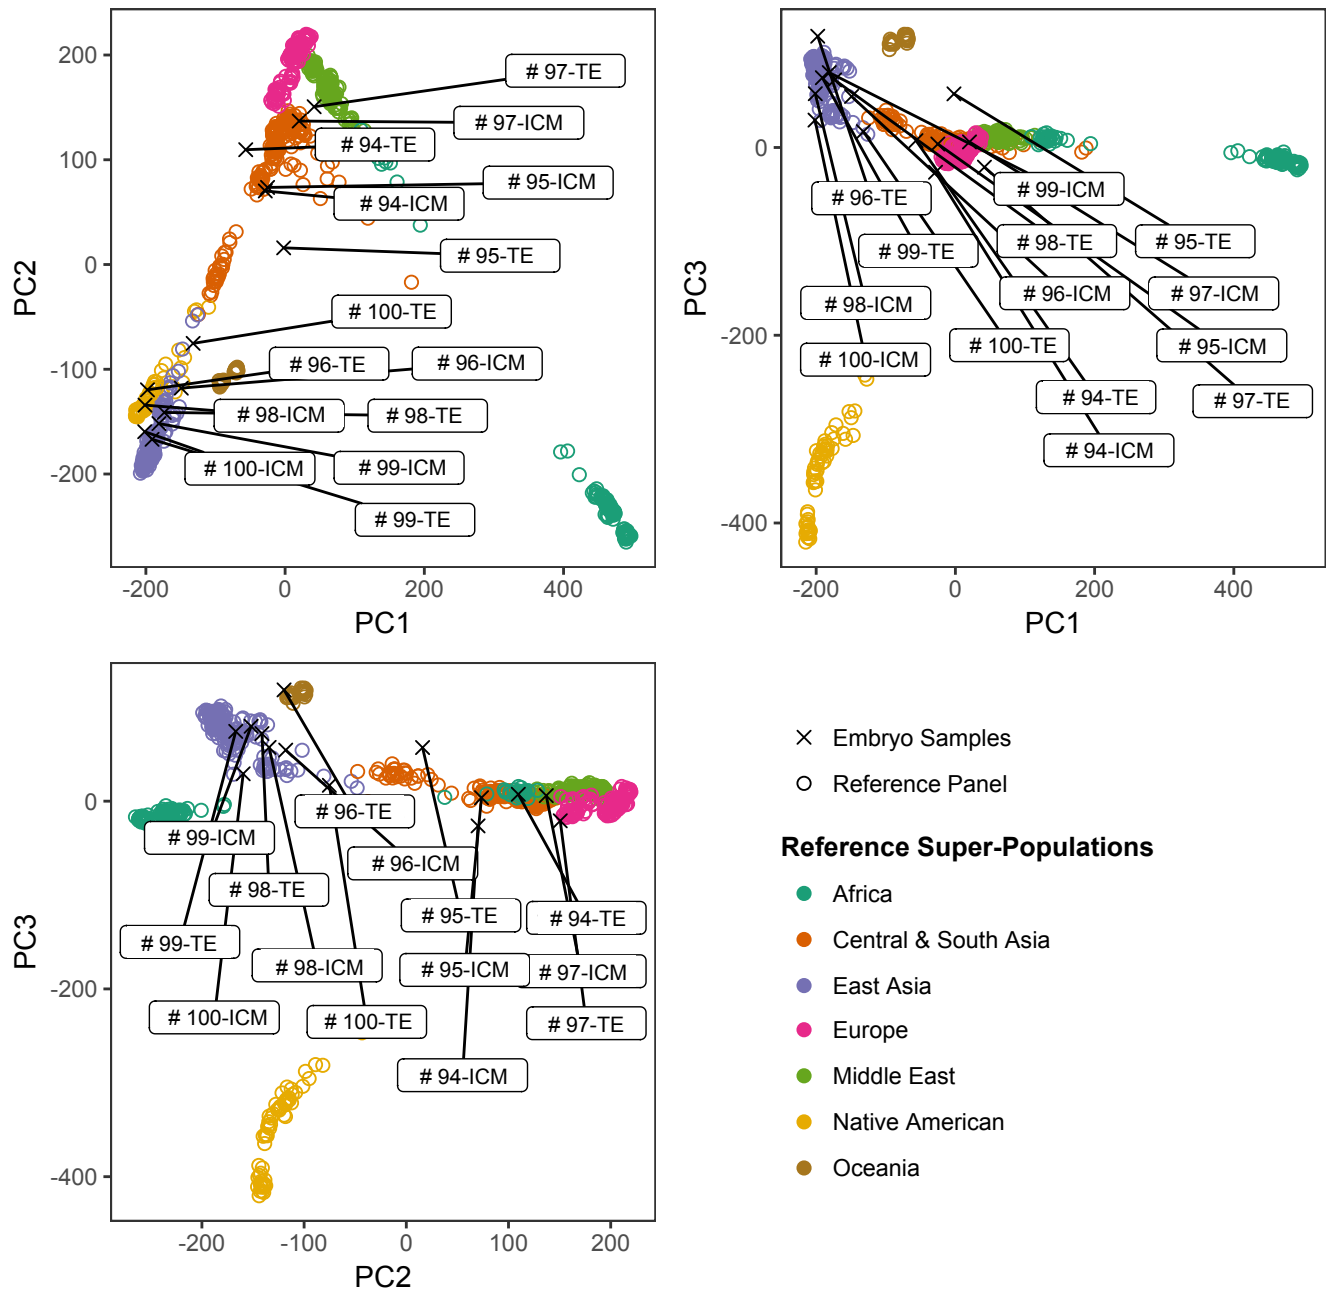 200
100
0
-100
-200
PC2
# 97-TE
# 97-ICM
# 94-TE
# 95-ICM
# 94-ICM
# 95-TE
# 100-TE
# 96-TE
# 96-ICM
# 98-ICM
# 98-TE
# 99-ICM
# 100-ICM
# 99-TE
-200
0
200
400
PC1
0
-200
-400
PC3
# 99-ICM
# 96-TE
# 98-TE
# 95-TE
# 99-TE
# 96-ICM
# 97-ICM
# 98-ICM
# 100-TE
# 95-ICM
# 100-ICM
# 94-TE
# 97-TE
# 94-ICM
-200
0
200
400
PC1
0
-200
-400
PC3
# 96-TE
# 99-ICM
# 96-ICM
# 98-TE
# 95-TE
# 94-TE
# 99-TE
# 98-ICM
# 95-ICM
# 97-ICM
# 100-ICM
# 100-TE
# 97-TE
# 94-ICM
-200
-100
0
100
200
PC2
Embryo Samples
Reference Panel
Reference Super-Populations
Africa
Central & South Asia
East Asia
Europe
Middle East
Native American
Oceania